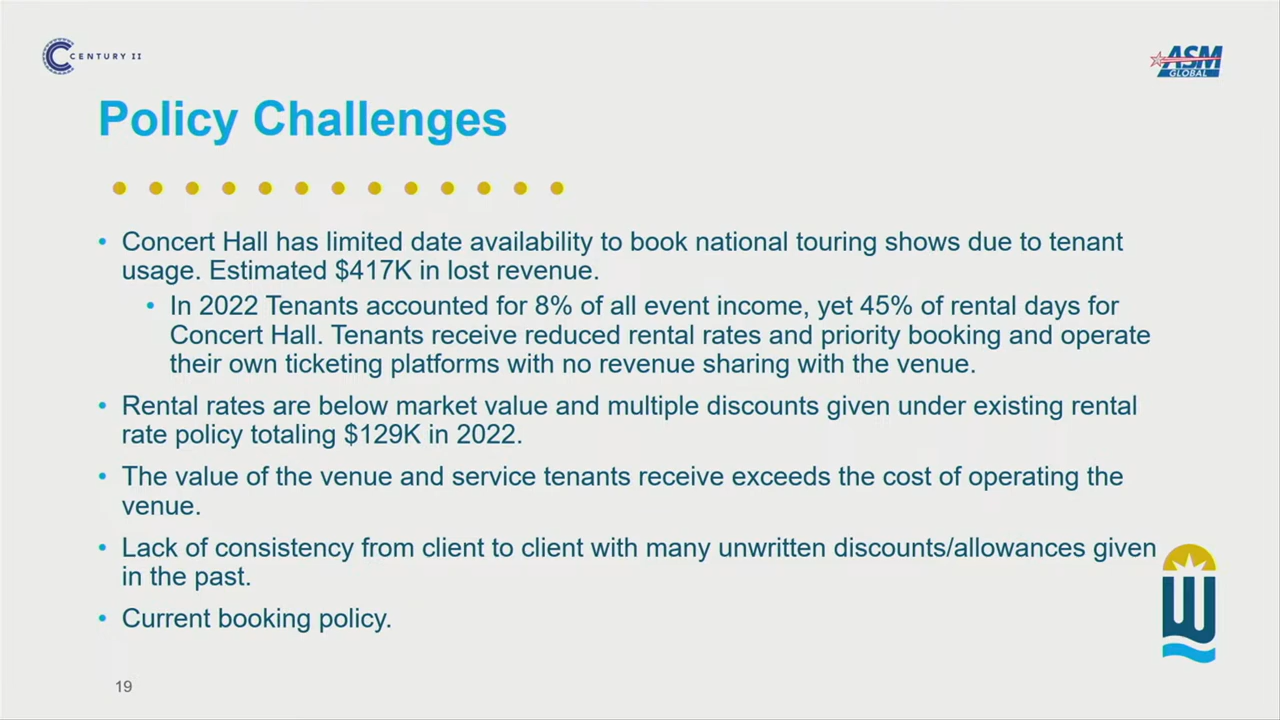 CENTURY II
ASM
GLOBAL
Policy Challenges
• Concert Hall has limited date availability to book national touring shows due to tenant
usage. Estimated $417K in lost revenue.
• In 2022 Tenants accounted for 8% of all event income, yet 45% of rental days for
Concert Hall. Tenants receive reduced rental rates and priority booking and operate
their own ticketing platforms with no revenue sharing with the venue.
• Rental rates are below market value and multiple discounts given under existing rental
rate policy totaling $129K in 2022.
• The value of the venue and service tenants receive exceeds the cost of operating the
venue.
• Lack of consistency from client to client with many unwritten discounts/allowances given
in the past.
• Current booking policy.
W
19